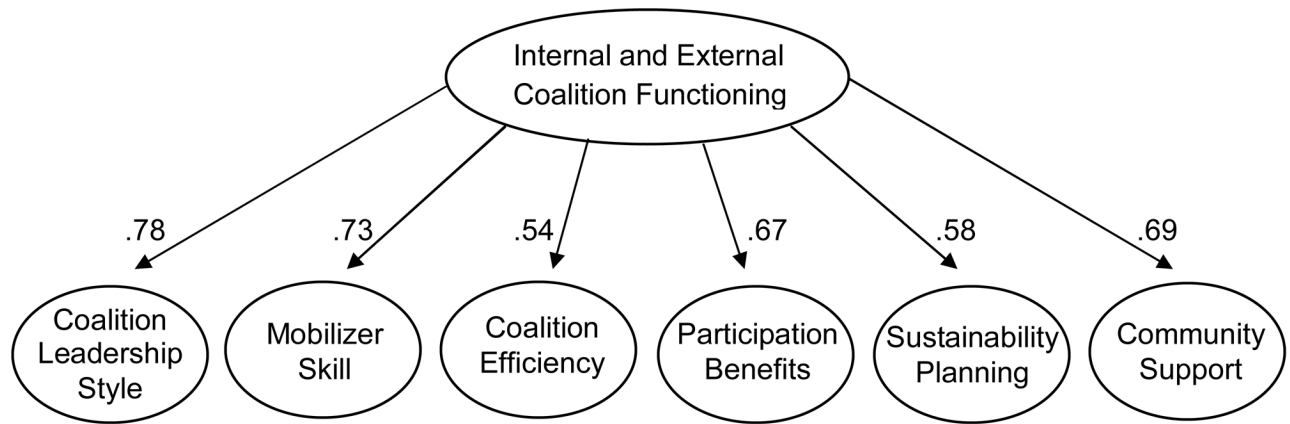 Internal and External
Coalition Functioning
.78
.73
.54
.67
.58
.69
Coalition
Leadership
Style
Mobilizer
Skill
Coalition
Efficiency
Participation
Benefits
Sustainability
Planning
Community
Support